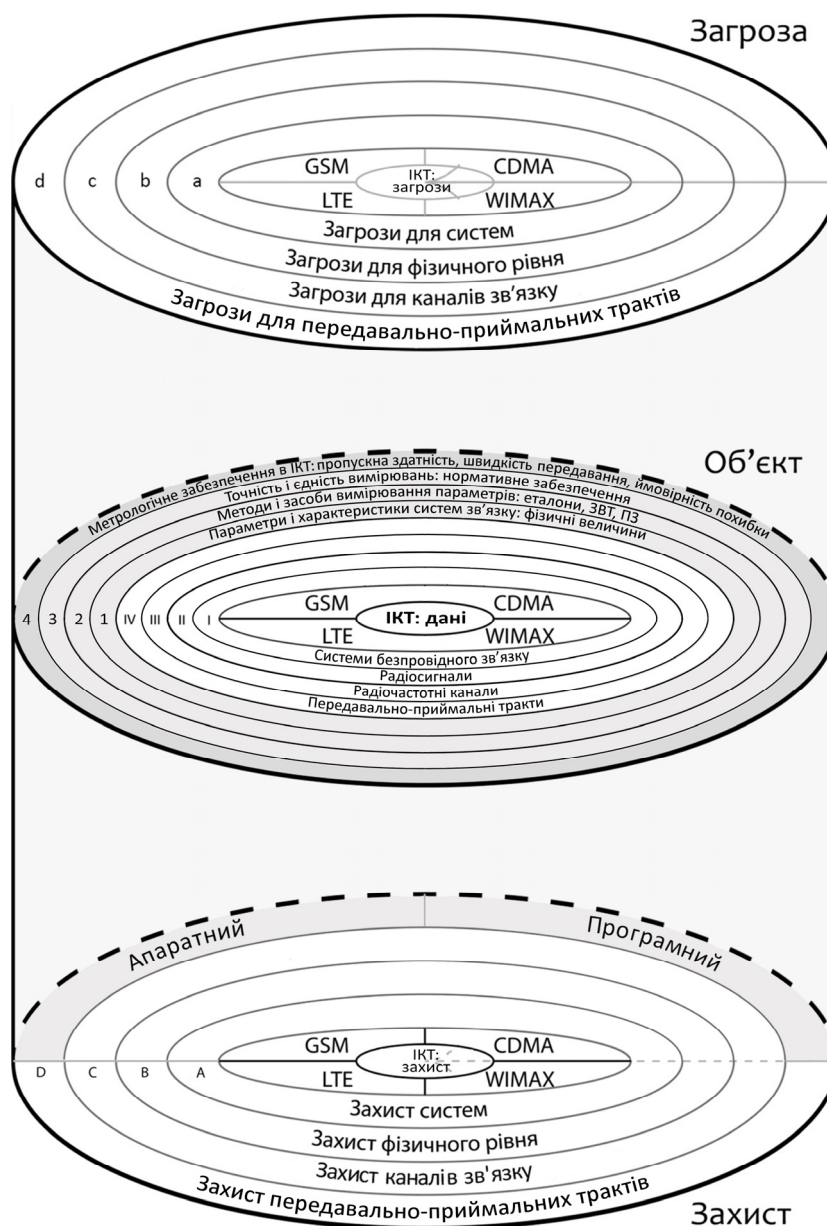 Загроза
GSM CDMA
ІКТ:
загрози
d c b a
LTE WIMAX
Загрози для систем
Загрози для фізичного рівня
Загрози для каналів зв’язку
Загрози для передавально-приймальних трактів
Об’єкт
Метрологічне забезпечення в ІКТ: пропускна здатність, швидкість передавання, ймовірність похибки
Точність і єдність вимірювань: нормативне забезпечення
Методи і засоби вимірювання параметрів: еталони, ЗВТ, ПЗ
Параметри і характеристики систем зв’язку: фізичні величини
GSM CDMA
4 3 2 1 IV III II I ІКТ: дані
LTE WIMAX
Системи безпровідного зв’язку
Радіосигнали
Радіочастотні канали
Передавально-приймальні тракти
Апаратний Програмний
GSM CDMA
ІКТ:
захист
D C B A
LTE WIMAX
Захист систем
Захист фізичного рівня
Захист каналів зв'язку
Захист передавально-приймальних трактів
Захист